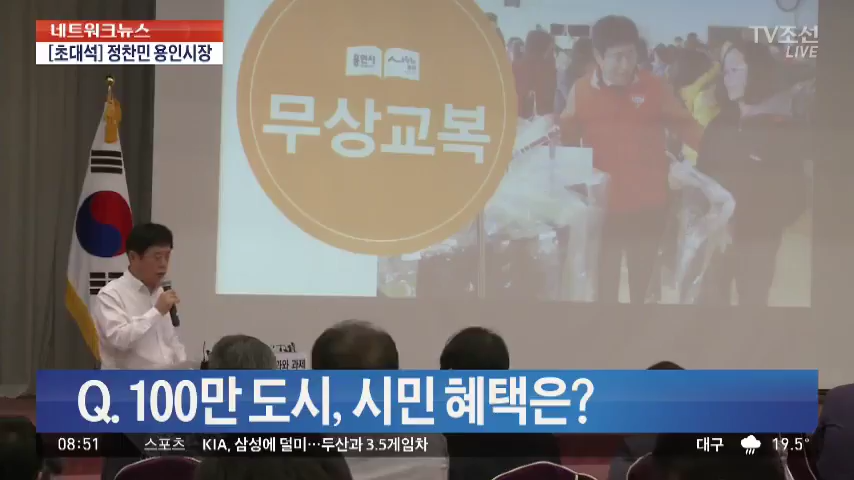 네트워크뉴스
[초대석] 정찬민 용인시장
TV조선
LIVE
용인시
무상교복
와 과제
Q. 100만 도시, 시민 혜택은?
08:51 스포츠 KIA, 삼성에 덜미…두산과 3.5게임차 대구 19.5°